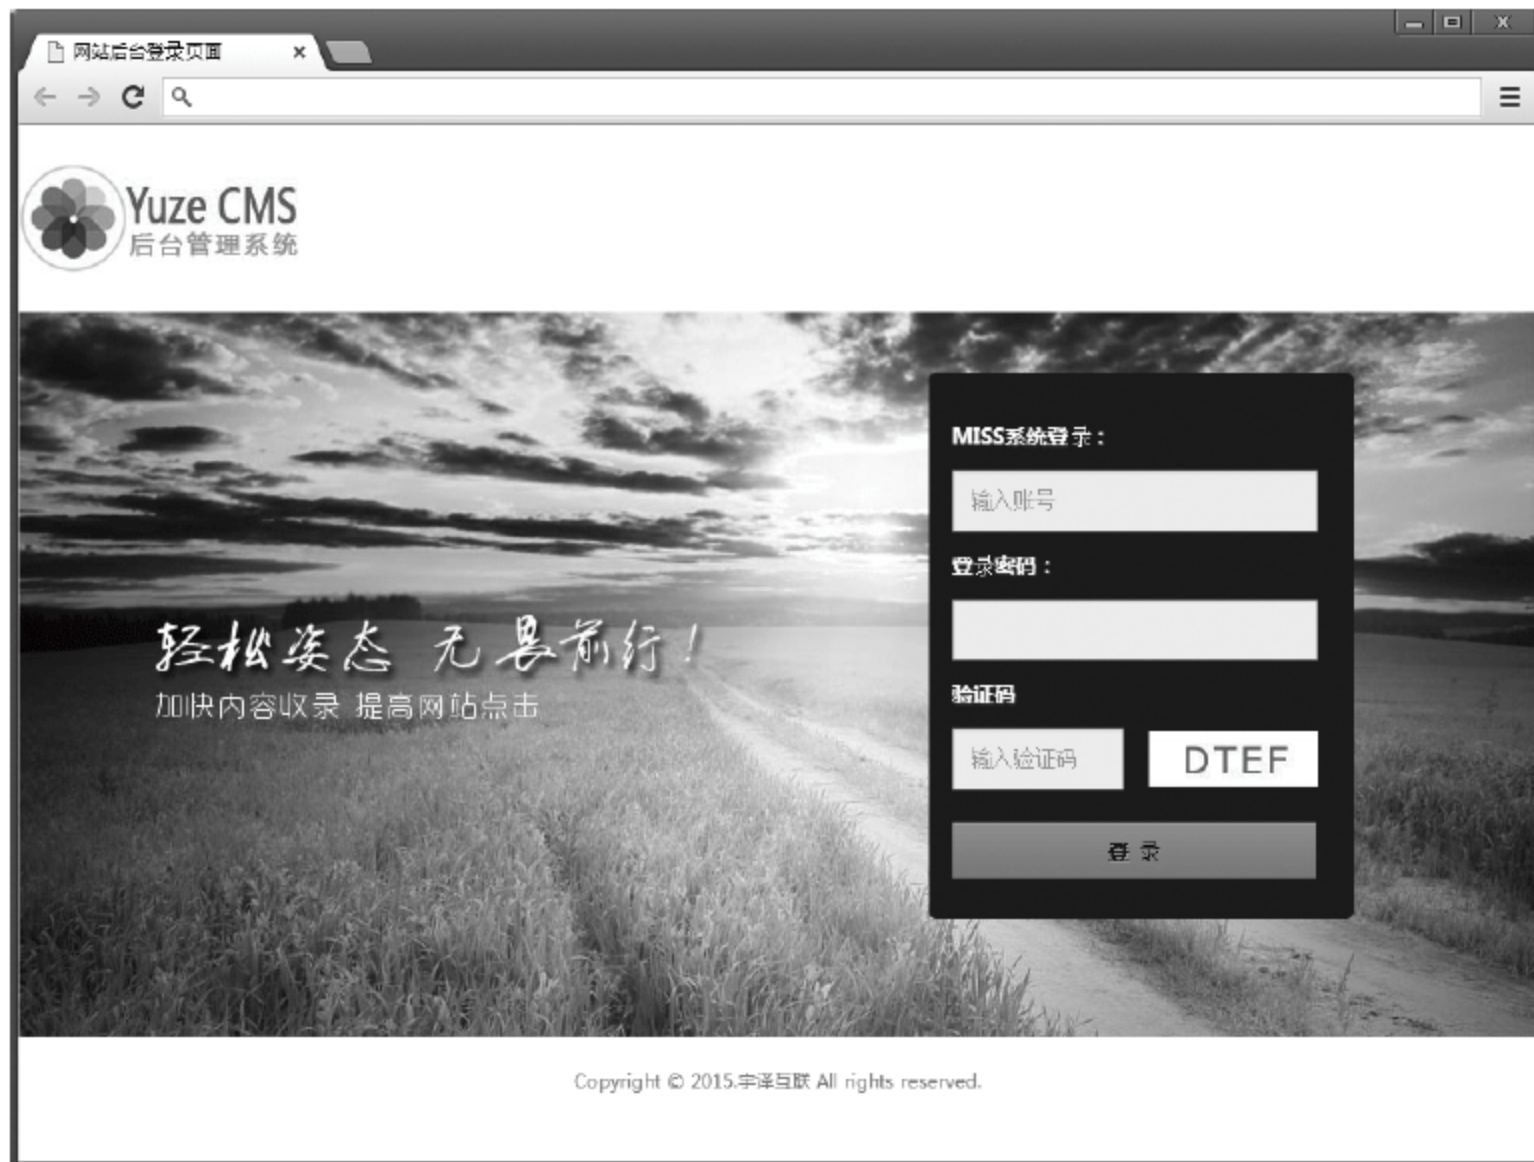 网站后台登录页面
Yuze CMS
后台管理系统
MISS系统登录：
输入账号
登录密码：
轻松姿态 无畏前行！
加快内容收录 提高网站点击
验证码
输入验证码 DTEF
登 录
Copyright © 2015.宇泽互联 All rights reserved.